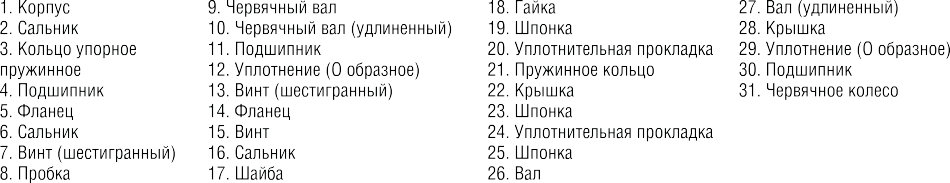 1. Корпус
2. Сальник
3. Кольцо упорное
пружинное
4. Подшипник
5. Фланец
6. Сальник
7. Винт (шестигранный)
8. Пробка
9. Червячный вал
10. Червячный вал (удлиненный)
11. Подшипник
12. Уплотнение (О образное)
13. Винт (шестигранный)
14. Фланец
15. Винт
16. Сальник
17. Шайба
18. Гайка
19. Шпонка
20. Уплотнительная прокладка
21. Пружинное кольцо
22. Крышка
23. Шпонка
24. Уплотнительная прокладка
25. Шпонка
26. Вал
27. Вал (удлиненный)
28. Крышка
29. Уплотнение (О образное)
30. Подшипник
31. Червячное колесо